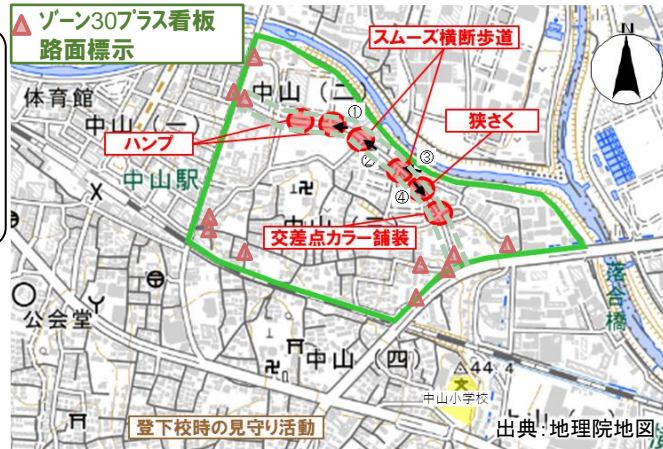 ゾーン30プラス看板
路面標示
スムーズ横断歩道
体育館
中山(二
①
中山(一)
狭さく
ハンプ
②
③
中山駅
④
交差点カラー舗装
落合橋
公会堂
中山(四)
44.4
中山小学校
登下校時の見守り活動
出典:地理院地図